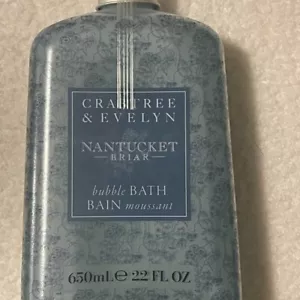 CRABTREE
& EVELYN
NANTUCKET
BRIAR
bubble BATH
BAIN moussant
650mL℮22 FL OZ